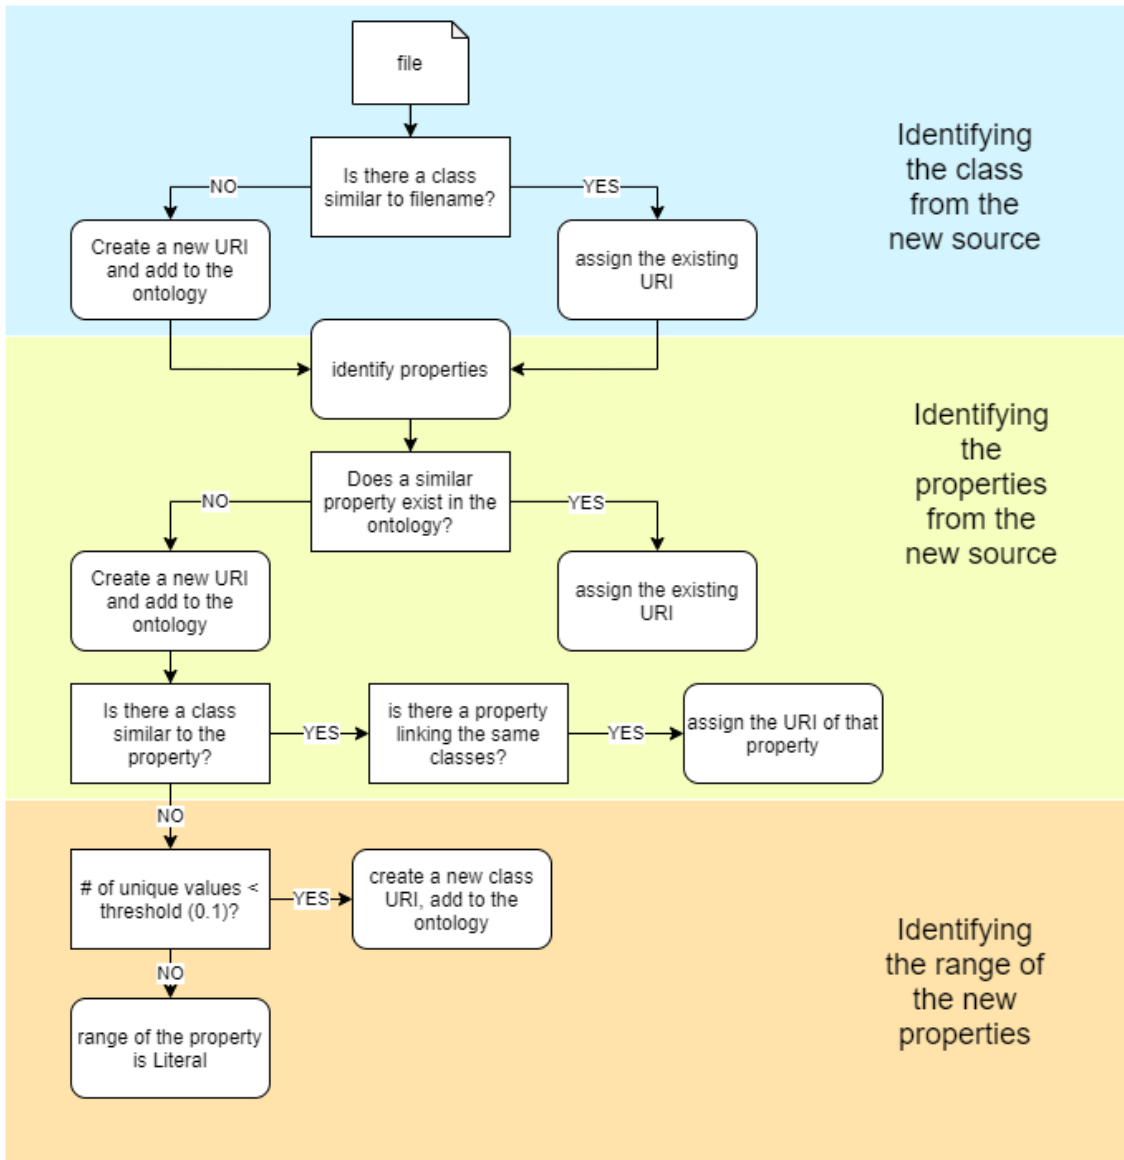 file
Is there a class
similar to filename?
NO
YES
Identifying
the class
from the
new source
Create a new URI
and add to the
ontology
assign the existing
URI
identify properties
Identifying
the
properties
from the
new source
Does a similar
property exist in the
ontology?
NO
YES
Create a new URI
and add to the
ontology
assign the existing
URI
Is there a class
similar to the
property?
YES
is there a property
linking the same
classes?
YES
assign the URI of that
property
NO
# of unique values <
threshold (0.1)?
YES
create a new class
URI, add to the
ontology
Identifying
the range of
the new
properties
NO
range of the property
is Literal